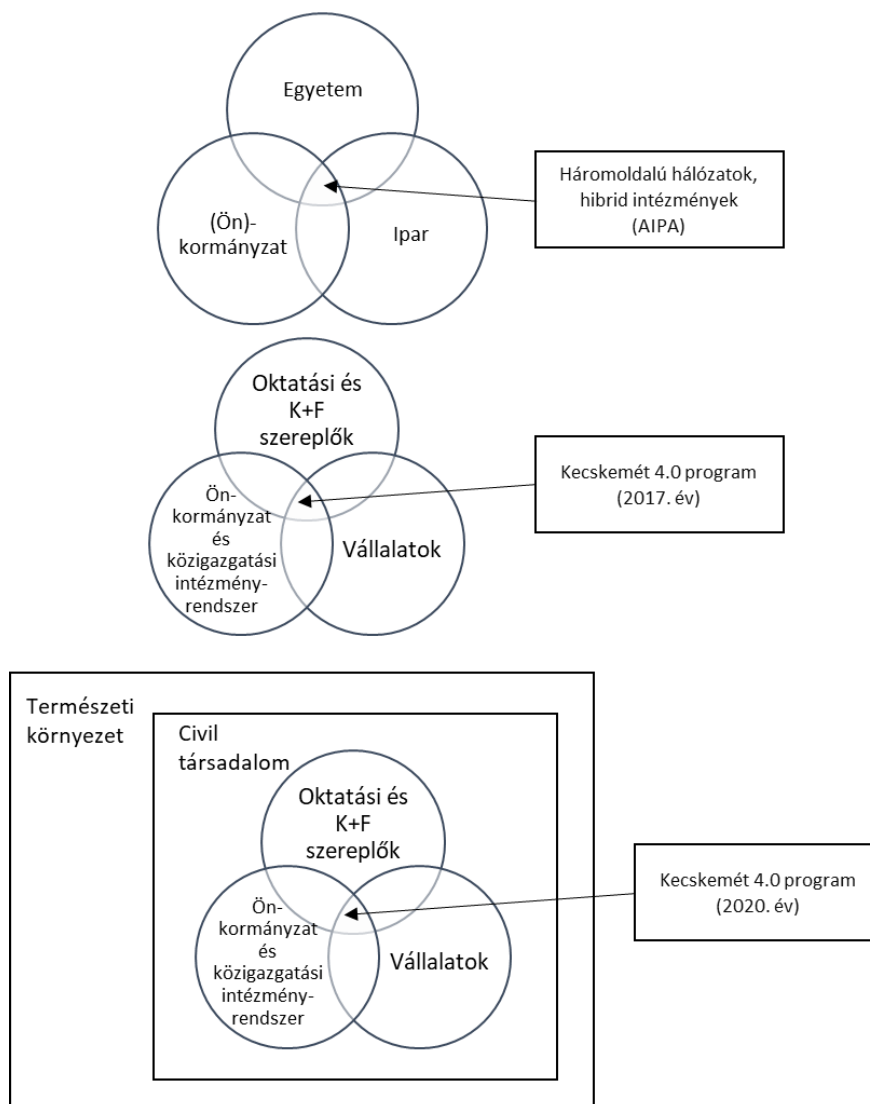 Egyetem
(Ön)-
kormányzat
Ipar
Háromoldalú hálózatok,
hibrid intézmények
(AIPA)
Oktatási és
K+F
szereplők
Ön-
kormányzat
és
közigazgatási
intézmény-
rendszer
Vállalatok
Kecskemét 4.0 program
(2017. év)
Természeti
környezet
Civil
társadalom
Oktatási és
K+F
szereplők
Ön-
kormányzat
és
közigazgatási
intézmény-
rendszer
Vállalatok
Kecskemét 4.0 program
(2020. év)